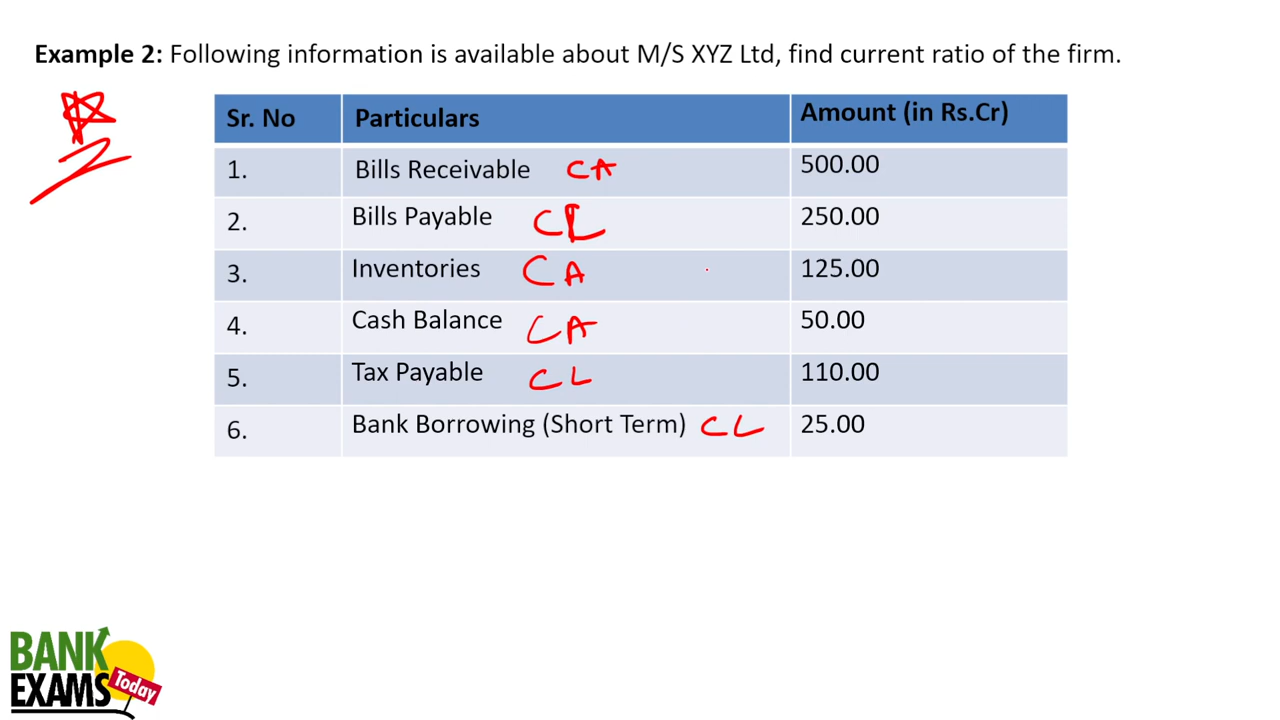 Example 2: Following information is available about M/S XYZ Ltd, find current ratio of the firm.
Sr. No Particulars Amount (in Rs.Cr)
1. Bills Receivable CA 500.00
2. Bills Payable CL 250.00
3. Inventories CA 125.00
4. Cash Balance CA 50.00
5. Tax Payable CL 110.00
6. Bank Borrowing (Short Term) CL 25.00
BANK
EXAMS
Today